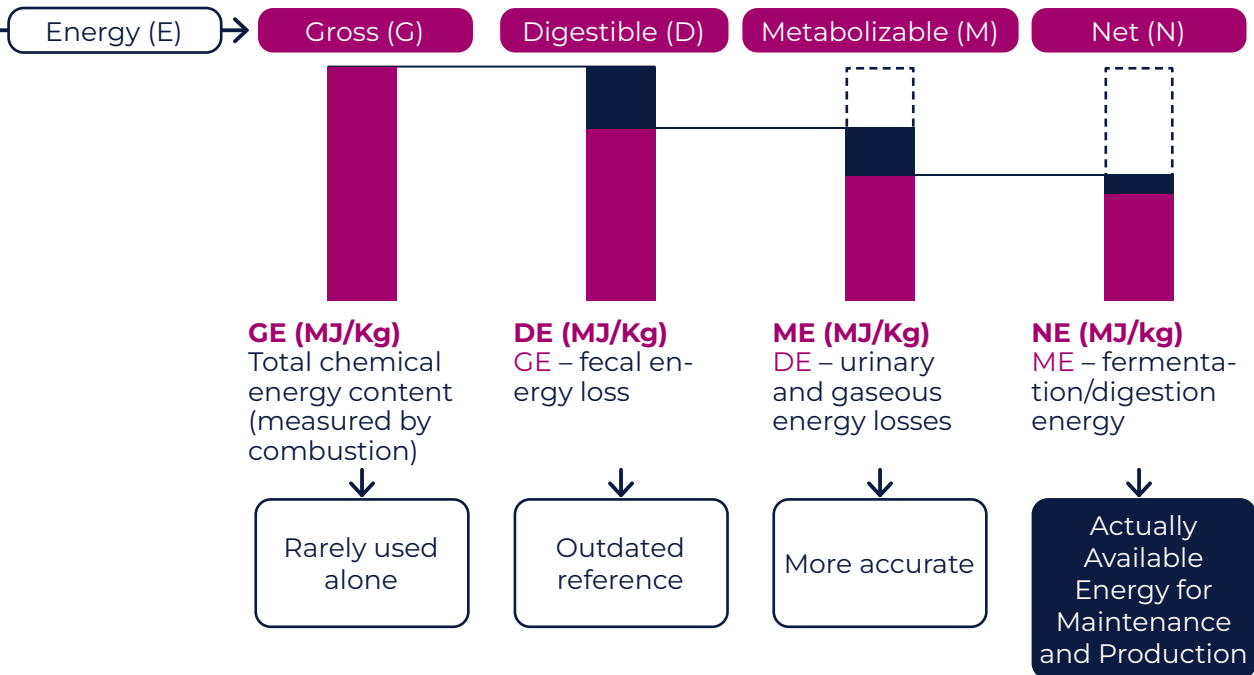 Energy (E)
Gross (G)
Digestible (D)
Metabolizable (M)
Net (N)
GE (MJ/Kg)
Total chemical
energy content
(measured by
combustion)
DE (MJ/Kg)
GE – fecal en-
ergy loss
ME (MJ/Kg)
DE – urinary
and gaseous
energy losses
NE (MJ/kg)
ME – fermenta-
tion/digestion
energy
Rarely used
alone
Outdated
reference
More accurate
Actually
Available
Energy for
Maintenance
and Production